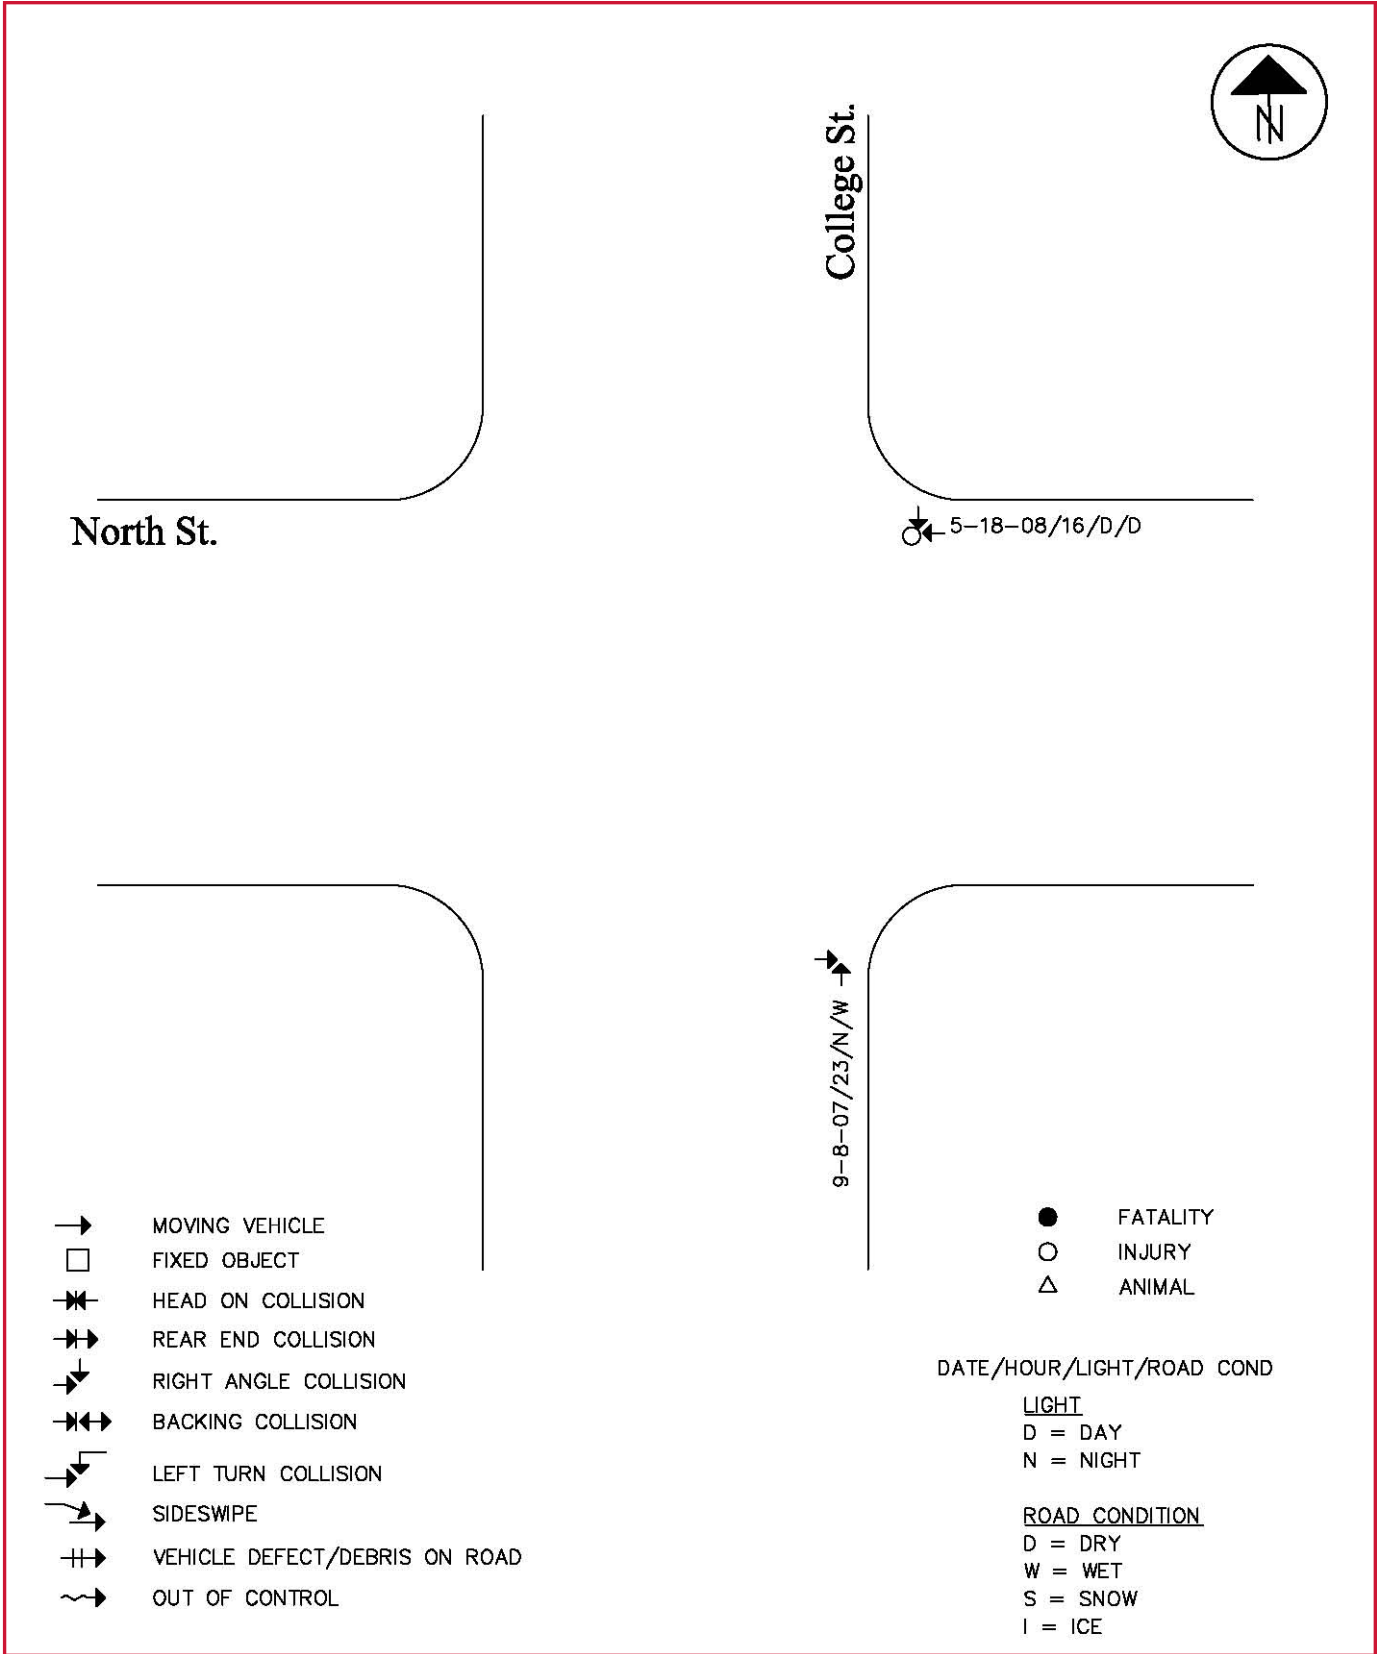 N
College St.
North St.
5-18-08/16/D/D
9-8-07/23/N/W
MOVING VEHICLE
FIXED OBJECT
HEAD ON COLLISION
REAR END COLLISION
RIGHT ANGLE COLLISION
BACKING COLLISION
LEFT TURN COLLISION
SIDESWIPE
VEHICLE DEFECT/DEBRIS ON ROAD
OUT OF CONTROL
FATALITY
INJURY
ANIMAL
DATE/HOUR/LIGHT/ROAD COND
LIGHT
D = DAY
N = NIGHT
ROAD CONDITION
D = DRY
W = WET
S = SNOW
I = ICE